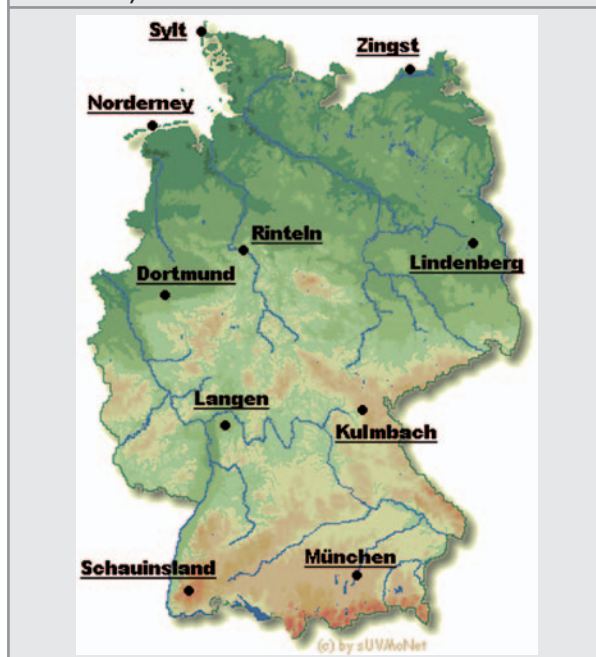 Sylt
Zingst
Norderney
Rinteln
Lindenberg
Dortmund
Langen
Kulmbach
Schauinsland
München
(c) by sUVMoNet